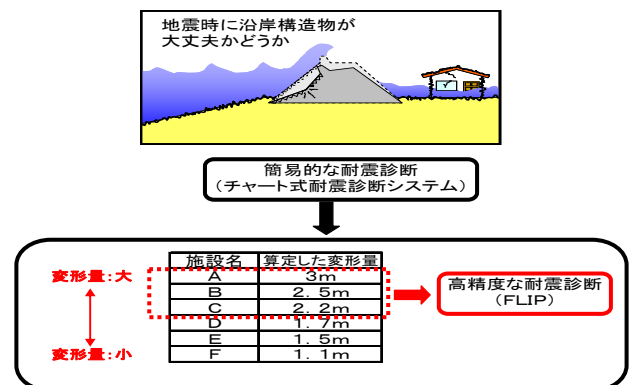 地震時に沿岸構造物が
大丈夫かどうか
簡易的な耐震診断
（チャート式耐震診断システム）
施設名 算定した変形量
A 3m
B 2．5m
C 2．2m
D 1．7m
E 1．5m
F 1．1m
変形量：大
変形量：小
高精度な耐震診断
（FLIP）